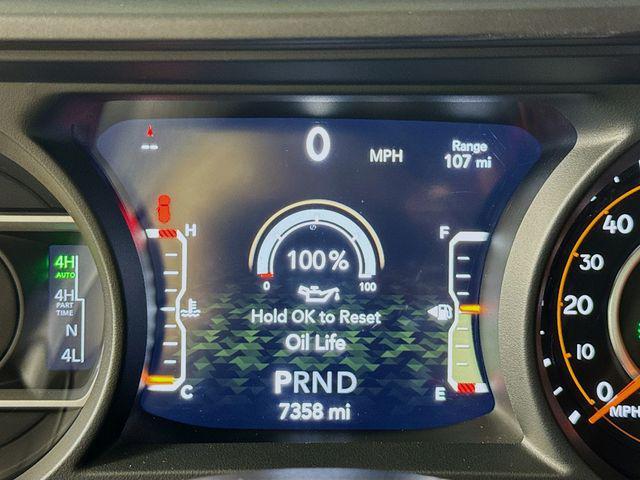 0 MPH
Range
107 mi
H
F
100%
0 100
Hold OK to Reset
Oil Life
C
E
PRND
7358 mi
4H
AUTO
4H
PART
TIME
N
4L
40
30
20
10
0
MPH